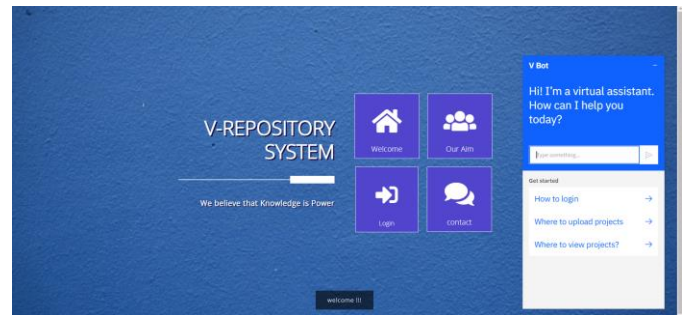 V-REPOSITORY
SYSTEM
We believe that Knowledge is Power
Welcome
Our Aim
Login
contact
welcome !!!
V Bot
Hi! I'm a virtual assistant.
How can I help you
today?
Type something...
Get started
How to login
Where to upload projects
Where to view projects?